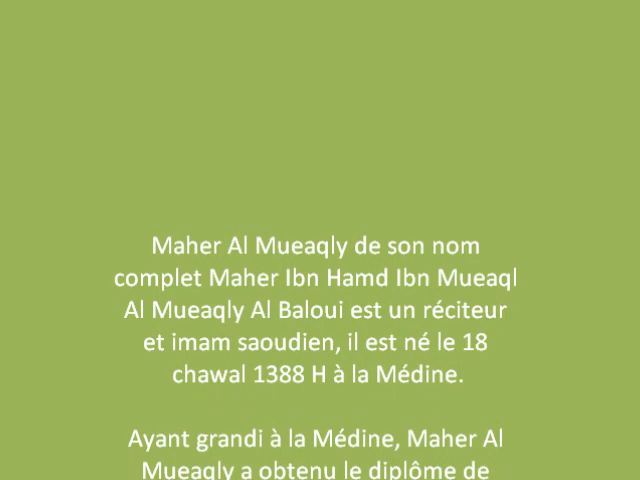 Maher Al Mueaqly de son nom
complet Maher Ibn Hamd Ibn Mueaql
Al Mueaqly Al Baloui est un réciteur
et imam saoudien, il est né le 18
chawal 1388 H à la Médine.
Ayant grandi à la Médine, Maher Al
Mueaqly a obtenu le diplôme de